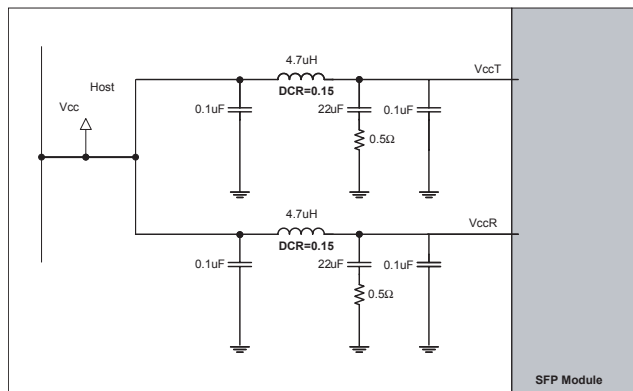 4.7uH
VccT
Host
DCR=0.15
Vcc
0.1uF
22uF
0.1uF
0.5Ω
4.7uH
VccR
DCR=0.15
0.1uF
22uF
0.1uF
0.5Ω
SFP Module